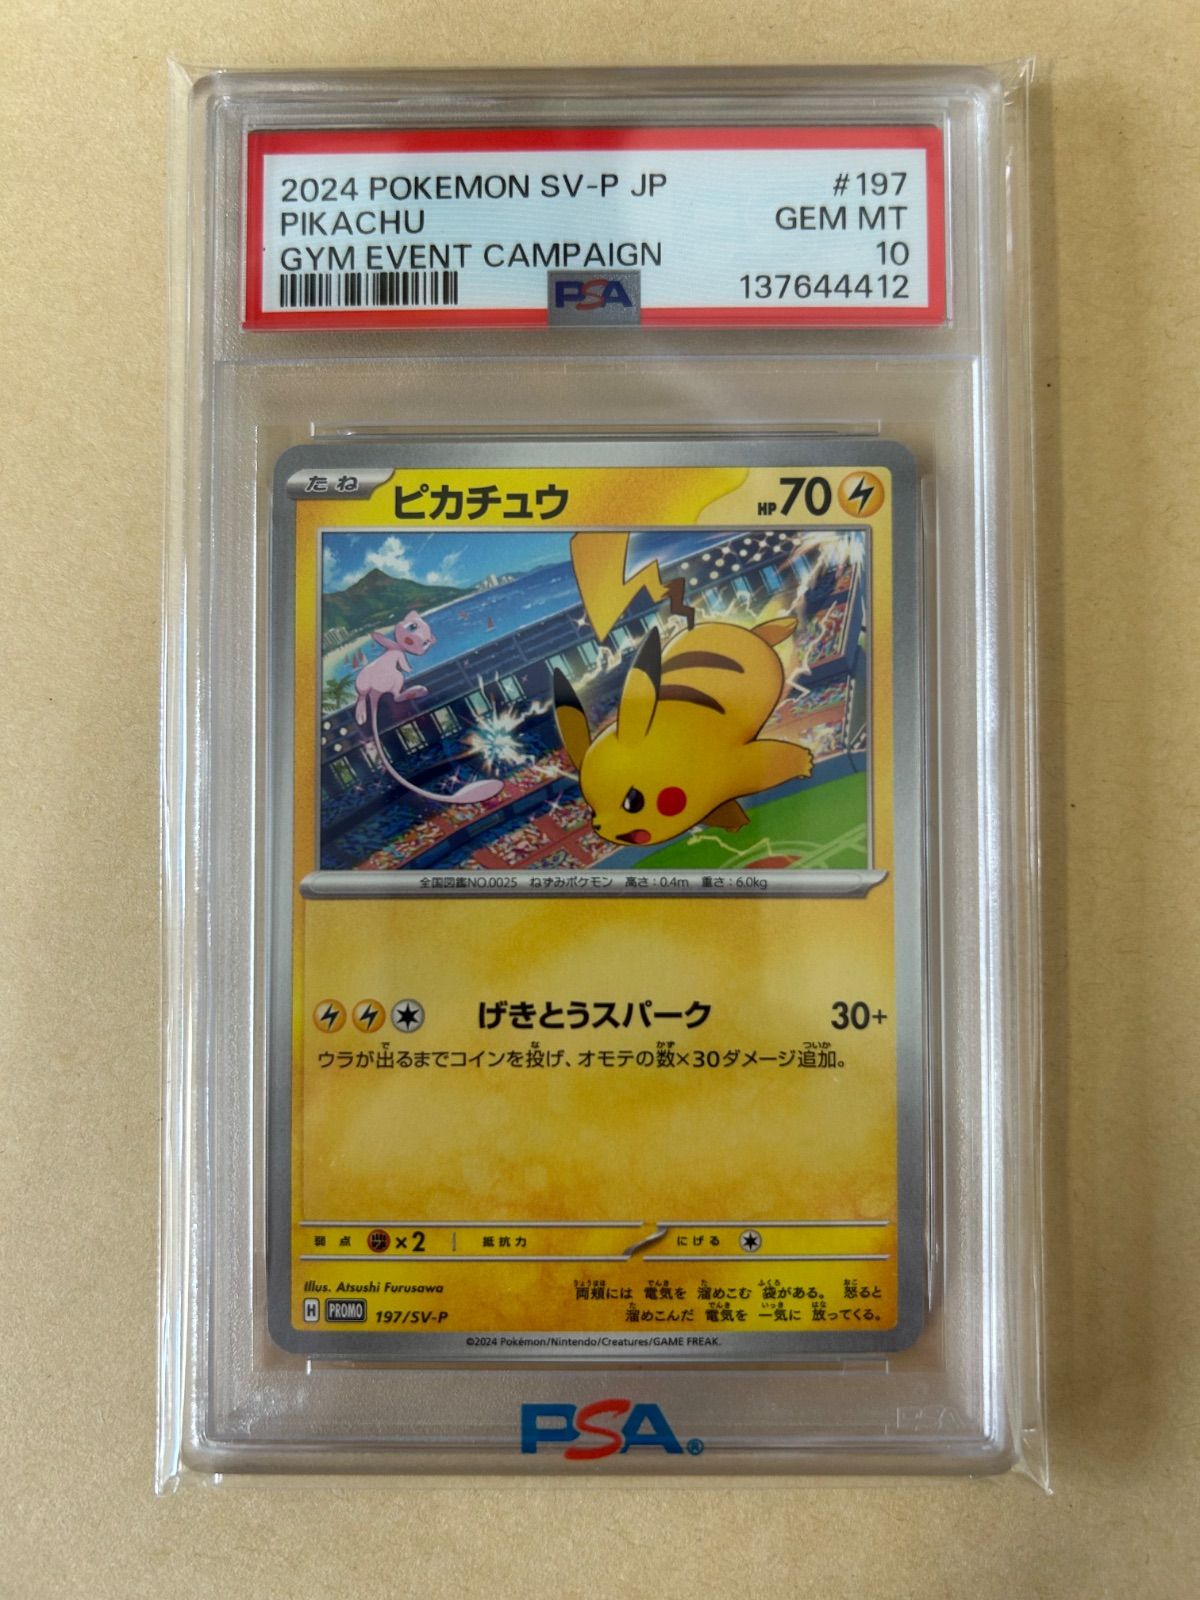 2024 POKEMON SV-P JP #197
PIKACHU GEM MT
GYM EVENT CAMPAIGN 10
PSA 137644412
たね ピカチュウ HP70
全国図鑑NO.0025 ねずみポケモン 高さ:0.4m 重さ:6.0kg
げきとうスパーク 30+
ウラが出るまでコインを投げ、オモテの数×30ダメージ追加。
弱点 ×2 抵抗力 にげる
Illus. Atsushi Furusawa
両頬には 電気を 溜めこむ 袋がある。 怒ると
溜めこんだ 電気を 一気に 放ってくる。
H PROMO 197/SV-P
©2024 Pokémon/Nintendo/Creatures/GAME FREAK.
PSA®